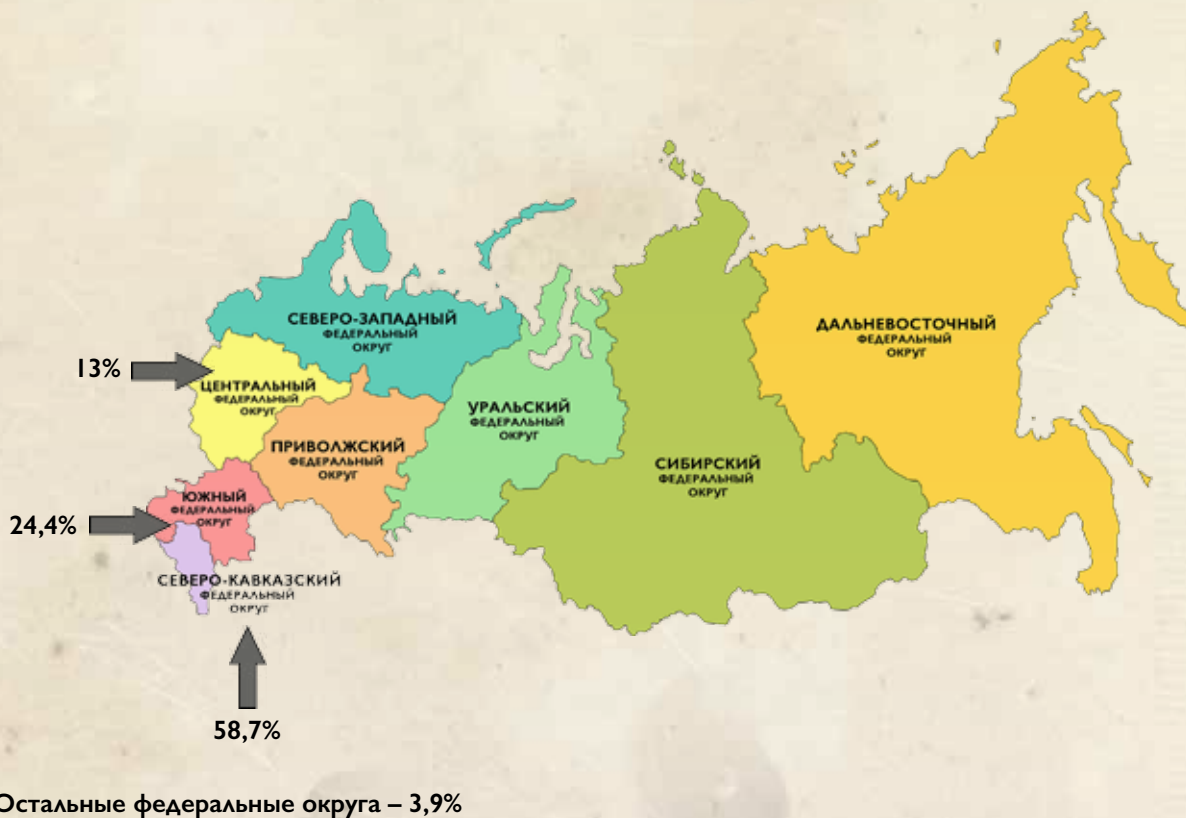 СЕВЕРО-ЗАПАДНЫЙ
ФЕДЕРАЛЬНЫЙ
ОКРУГ
ДАЛЬНЕВОСТОЧНЫЙ
ФЕДЕРАЛЬНЫЙ
ОКРУГ
13%
ЦЕНТРАЛЬНЫЙ
ФЕДЕРАЛЬНЫЙ
ОКРУГ
УРАЛЬСКИЙ
ФЕДЕРАЛЬНЫЙ
ОКРУГ
ПРИВОЛЖСКИЙ
ФЕДЕРАЛЬНЫЙ
ОКРУГ
СИБИРСКИЙ
ФЕДЕРАЛЬНЫЙ
ОКРУГ
ЮЖНЫЙ
ФЕДЕРАЛЬНЫЙ
ОКРУГ
24,4%
СЕВЕРО-КАВКАЗСКИЙ
ФЕДЕРАЛЬНЫЙ
ОКРУГ
58,7%
Остальные федеральные округа – 3,9%